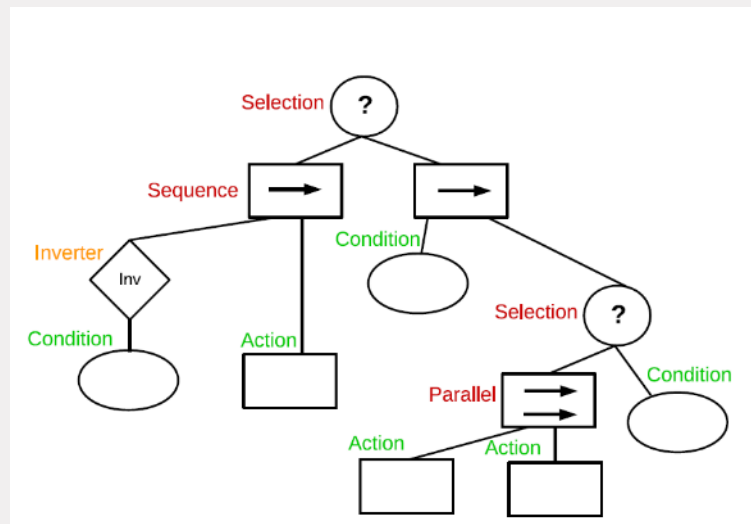 Selection ?
Sequence
Condition
Inverter
Inv
Selection ?
Condition
Action
Condition
Parallel
Action
Action